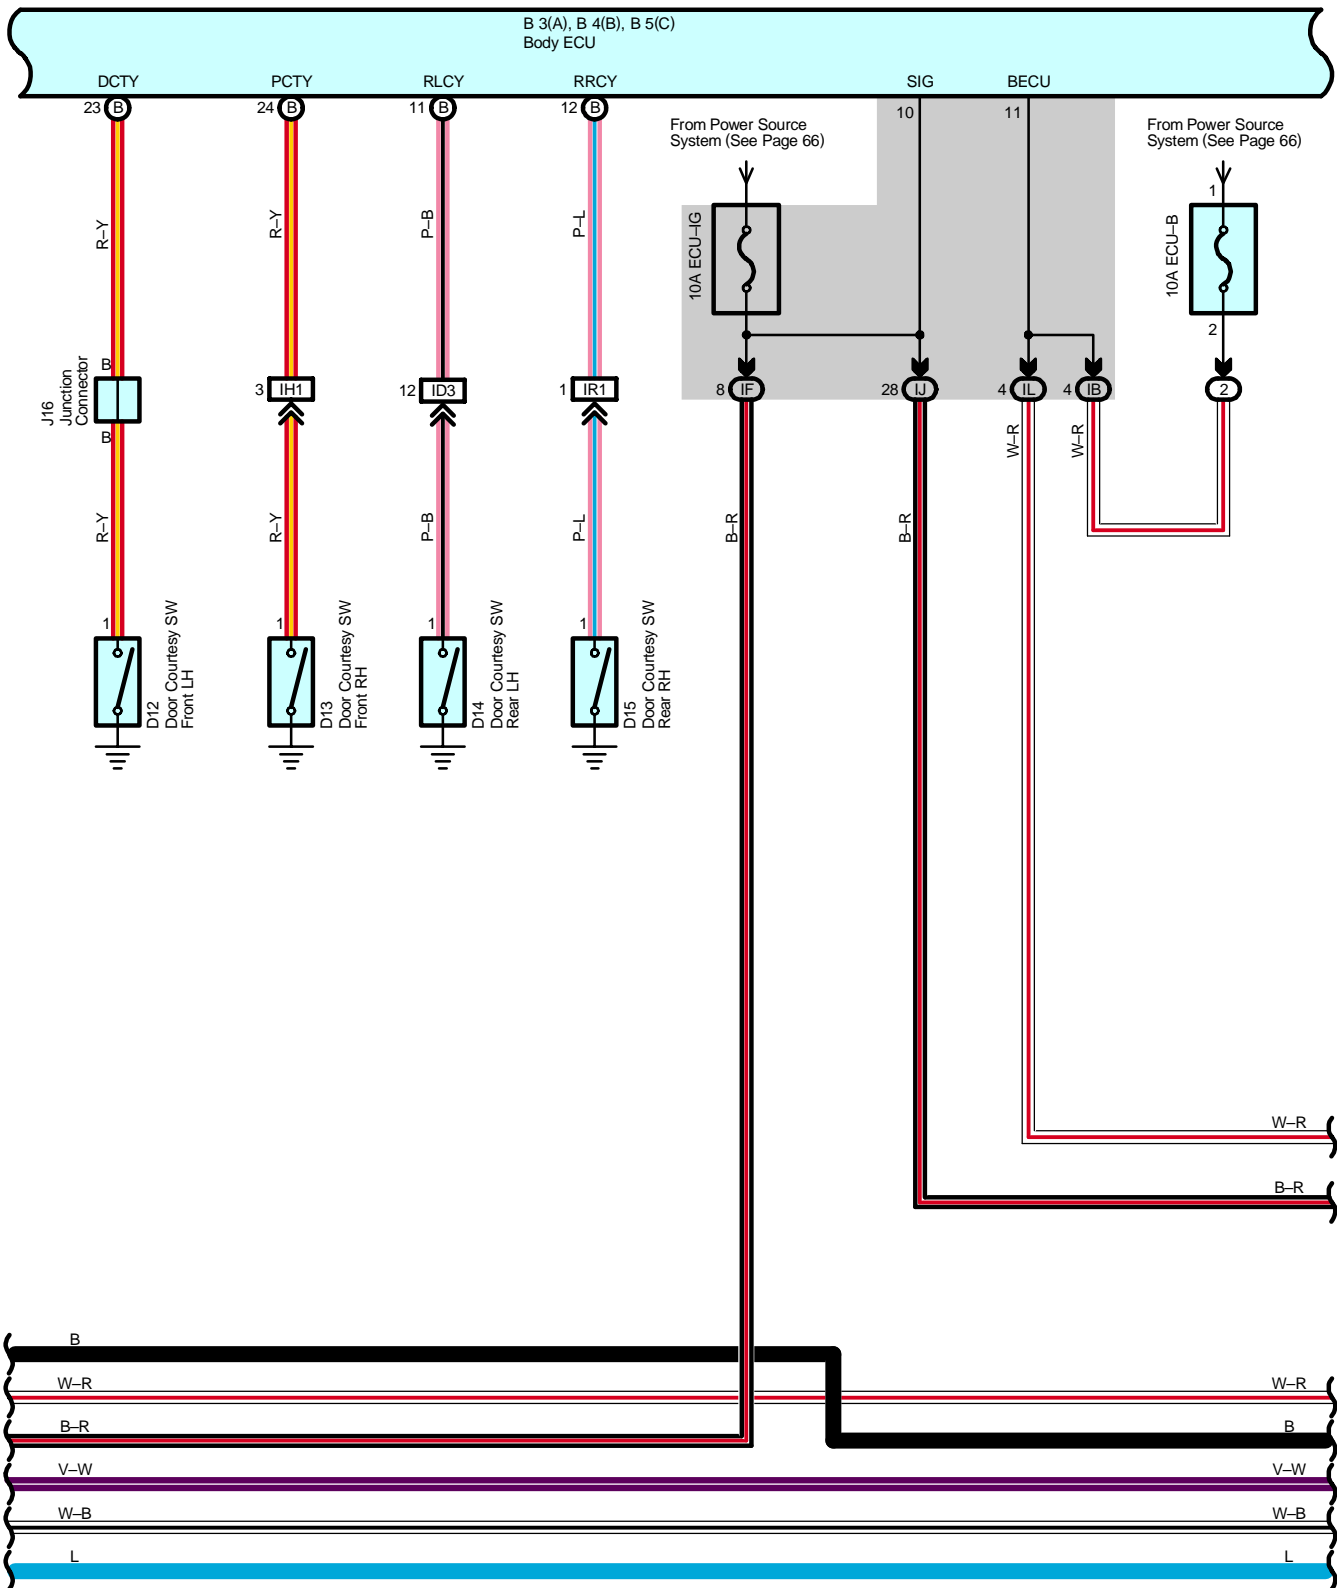 B 3(A), B 4(B), B 5(C)
Body ECU
DCTY
PCTY
RLCY
RRCY
SIG
BECU
23 B
24 B
11 B
12 B
10
11
From Power Source
System (See Page 66)
From Power Source
System (See Page 66)
1
R–Y
R–Y
P–B
P–L
10A ECU–IG
10A ECU–B
2
B
J16
Junction
Connector
B
3 IH1
12 ID3
1 IR1
8 IF
28 IJ
4 IL
4 IB
2
W–R
W–R
R–Y
R–Y
P–B
P–L
B–R
B–R
1
1
1
1
D12
Door Courtesy SW
Front LH
D13
Door Courtesy SW
Front RH
D14
Door Courtesy SW
Rear LH
D15
Door Courtesy SW
Rear RH
W–R
B–R
B
W–R
W–R
B–R
B
V–W
V–W
W–B
W–B
L
L